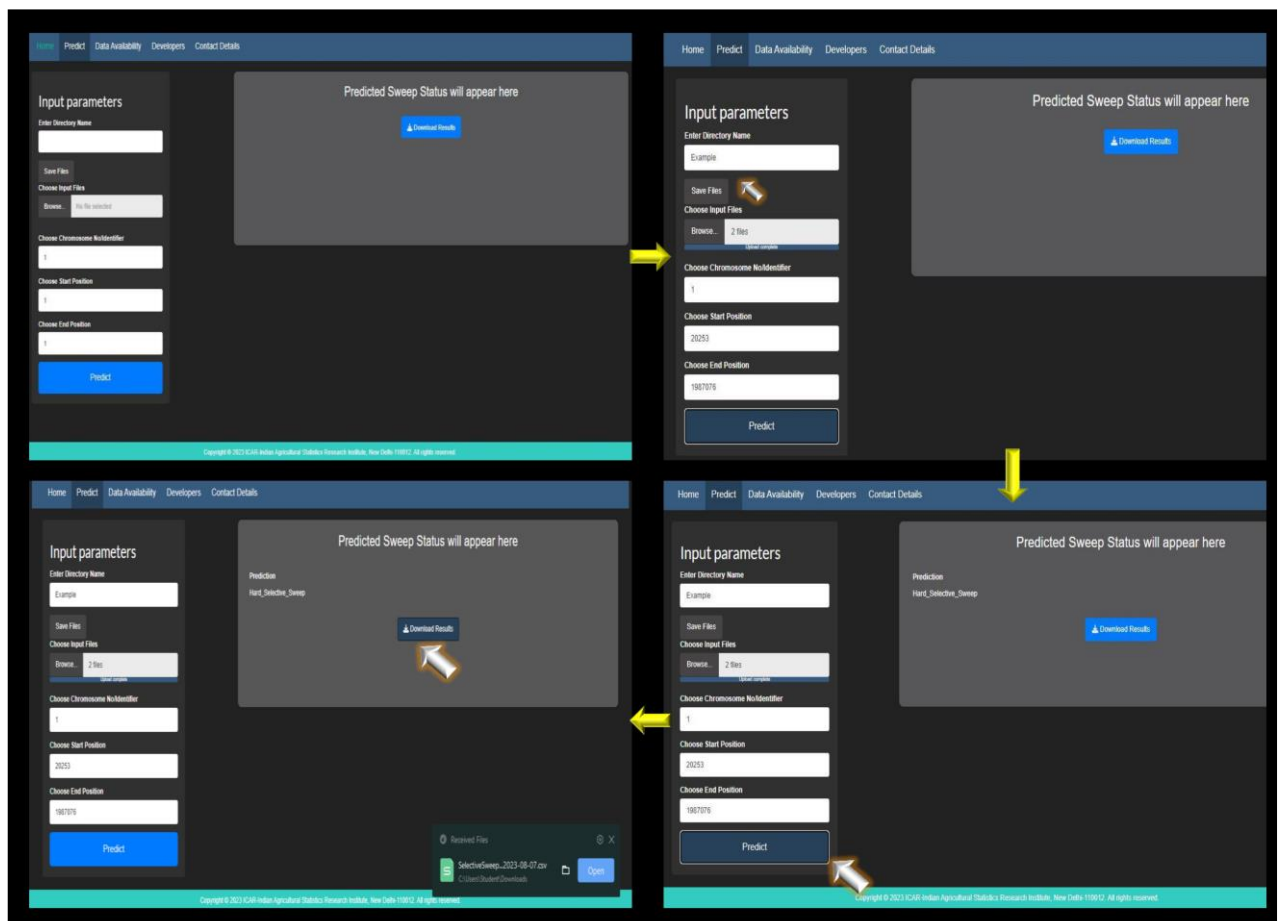 Home Predict Data Availability Developers Contact Details
Input parameters
Enter Directory Name
Save Files
Choose Input Files
Browse... No file selected
Choose Chromosome No/Identifier
1
Choose Start Position
1
Choose End Position
1
Predict
Predicted Sweep Status will appear here
Download Results
Copyright © 2023 ICAR-Indian Agricultural Statistics Research Institute, New Delhi-110012. All rights reserved.
Home Predict Data Availability Developers Contact Details
Input parameters
Enter Directory Name
Example
Save Files
Choose Input Files
Browse... 2 files
Upload complete
Choose Chromosome No/Identifier
1
Choose Start Position
20253
Choose End Position
1987076
Predict
Predicted Sweep Status will appear here
Download Results
Home Predict Data Availability Developers Contact Details
Input parameters
Enter Directory Name
Example
Save Files
Choose Input Files
Browse... 2 files
Upload complete
Choose Chromosome No/Identifier
1
Choose Start Position
20253
Choose End Position
1987076
Predict
Predicted Sweep Status will appear here
Prediction
Hard_Selective_Sweep
Download Results
Received Files
SelectiveSweep...2023-08-07.csv
C:\Users\Student\Downloads
Open
Copyright © 2023 ICAR-Indian Agricultural Statistics Research Institute, New Delhi-110012. All rights reserved.
Home Predict Data Availability Developers Contact Details
Input parameters
Enter Directory Name
Example
Save Files
Choose Input Files
Browse... 2 files
Upload complete
Choose Chromosome No/Identifier
1
Choose Start Position
20253
Choose End Position
1987076
Predict
Predicted Sweep Status will appear here
Prediction
Hard_Selective_Sweep
Download Results
Copyright © 2023 ICAR-Indian Agricultural Statistics Research Institute, New Delhi-110012. All rights reserved.